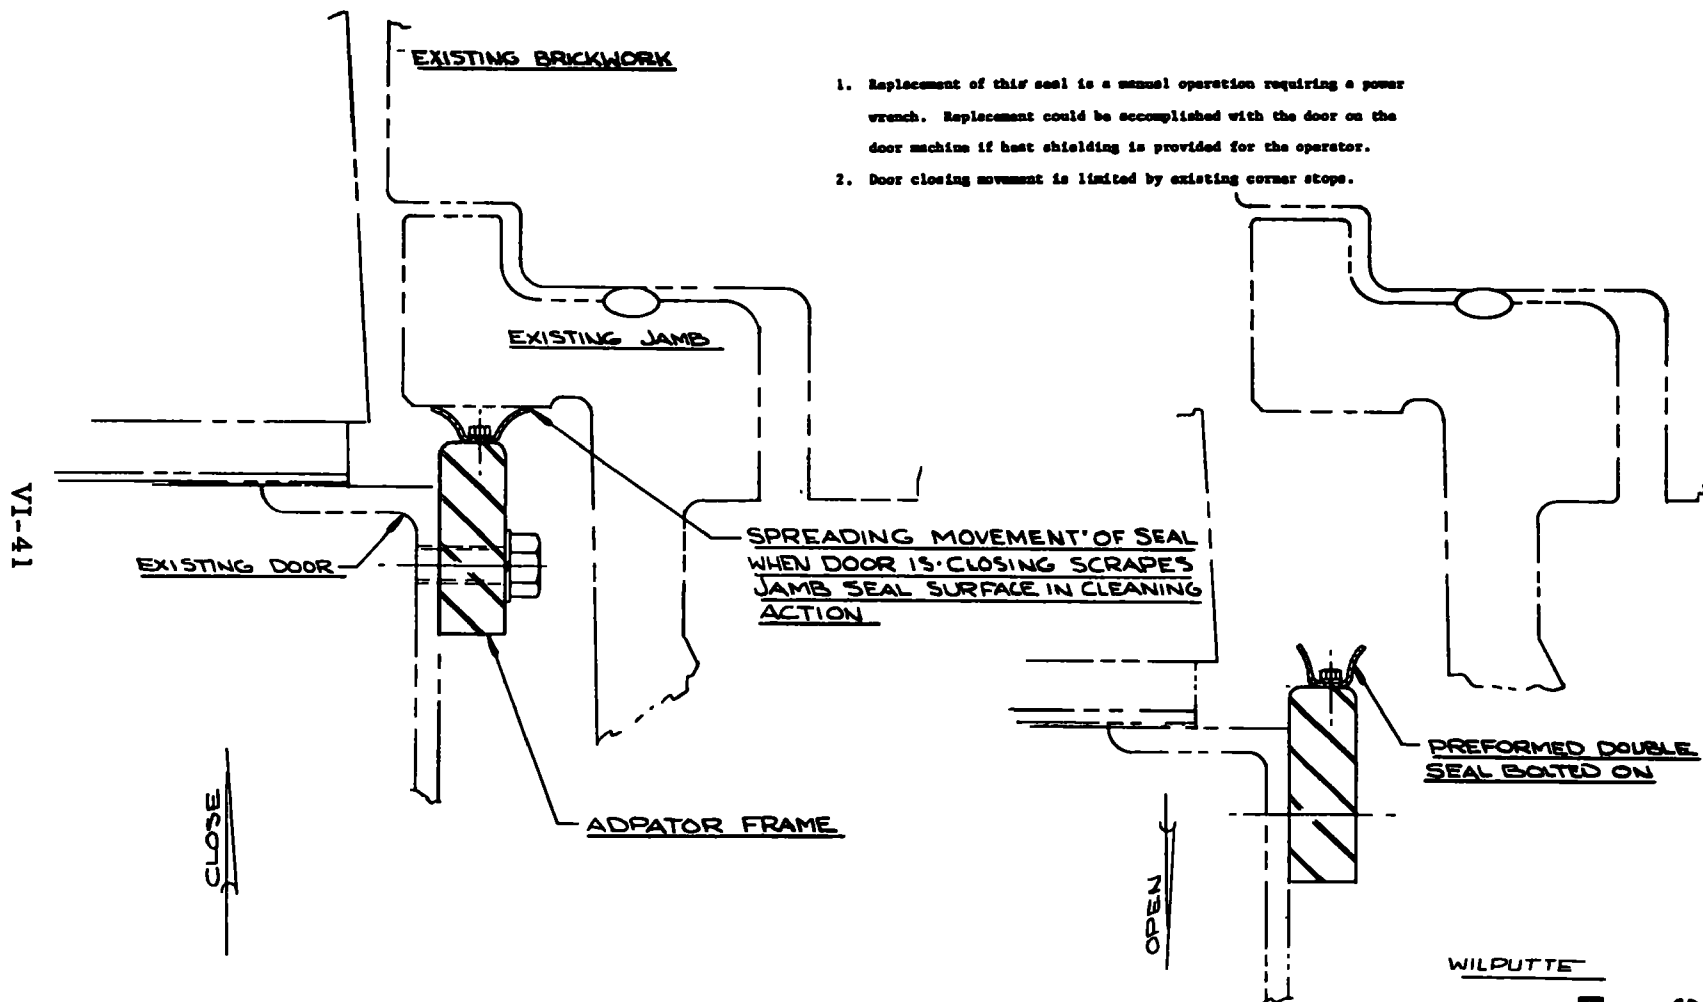 EXISTING BRICKWORK
1. Replacement of this seal is a manual operation requiring a power
wrench. Replacement could be accomplished with the door on the
door machine if heat shielding is provided for the operator.
2. Door closing movement is limited by existing corner stops.
EXISTING JAMB
SPREADING MOVEMENT OF SEAL
WHEN DOOR IS CLOSING SCRAPES
JAMB SEAL SURFACE IN CLEANING
ACTION
EXISTING DOOR
ADPATOR FRAME
CLOSE
PREFORMED DOUBLE
SEAL BOLTED ON
OPEN
WILPUTTE
VI-41